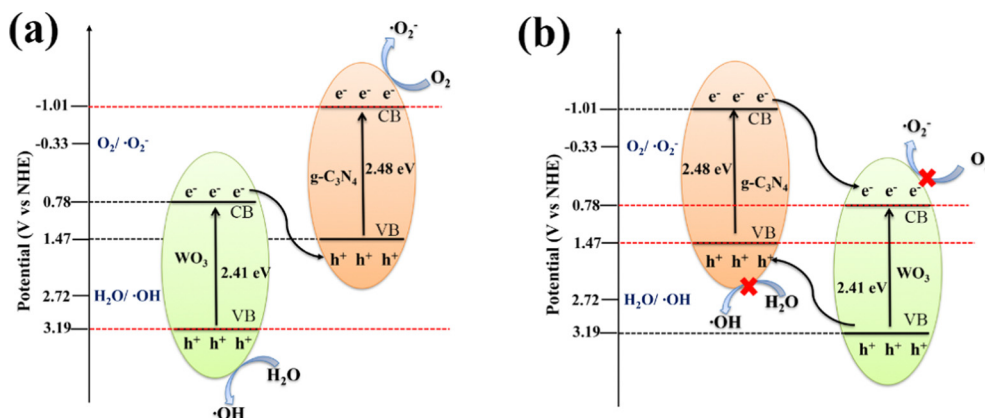 (a)
Potential (V vs NHE)
-1.01
-0.33
0.78
1.47
2.72
3.19
O₂/ ·O₂⁻
H₂O/ ·OH
·O₂⁻
O₂
e⁻ e⁻ e⁻
CB
2.48 eV
g-C₃N₄
VB
h⁺ h⁺ h⁺
e⁻ e⁻ e⁻
CB
WO₃
2.41 eV
VB
h⁺ h⁺ h⁺
H₂O
·OH
(b)
Potential (V vs NHE)
-1.01
-0.33
0.78
1.47
2.72
3.19
O₂/ ·O₂⁻
H₂O/ ·OH
e⁻ e⁻ e⁻
CB
2.48 eV
g-C₃N₄
VB
h⁺ h⁺ h⁺
H₂O
·OH
·O₂⁻
O
e⁻ e⁻ e⁻
CB
WO₃
2.41 eV
VB
h⁺ h⁺ h⁺